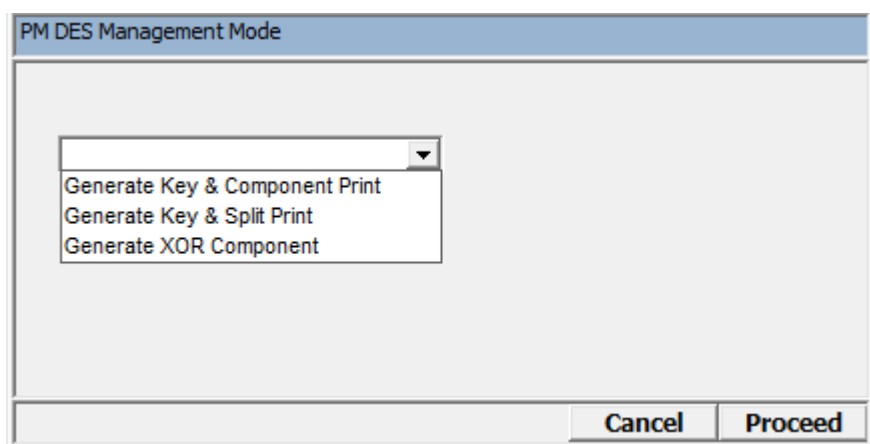 PM DES Management Mode
Generate Key & Component Print
Generate Key & Split Print
Generate XOR Component
Cancel Proceed